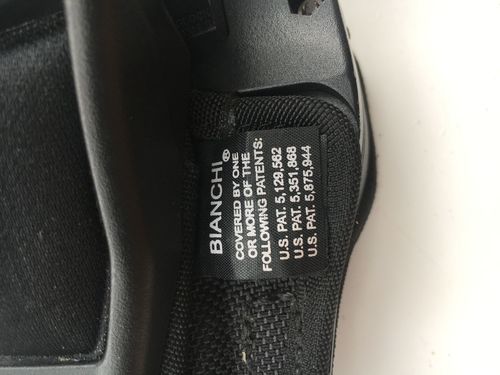 BIANCHI®
COVERED BY ONE
OR MORE OF THE
FOLLOWING PATENTS:
U.S. PAT. 5,129,562
U.S. PAT. 5,351,868
U.S. PAT. 5,875,944